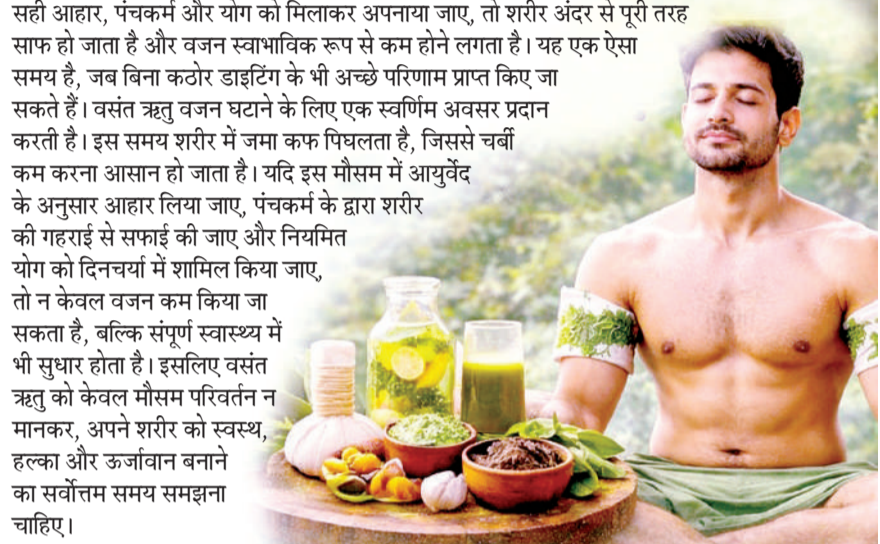 सही आहार, पंचकर्म और योग को मिलाकर अपनाया जाए, तो शरीर अंदर से पूरी तरह
साफ हो जाता है और वजन स्वाभाविक रूप से कम होने लगता है। यह एक ऐसा
समय है, जब बिना कठोर डाइटिंग के भी अच्छे परिणाम प्राप्त किए जा
सकते हैं। वसंत ऋतु वजन घटाने के लिए एक स्वर्णिम अवसर प्रदान
करती है। इस समय शरीर में जमा कफ पिघलता है, जिससे चर्बी
कम करना आसान हो जाता है। यदि इस मौसम में आयुर्वेद
के अनुसार आहार लिया जाए, पंचकर्म के द्वारा शरीर
की गहराई से सफाई की जाए और नियमित
योग को दिनचर्या में शामिल किया जाए,
तो न केवल वजन कम किया जा
सकता है, बल्कि संपूर्ण स्वास्थ्य में
भी सुधार होता है। इसलिए वसंत
ऋतु को केवल मौसम परिवर्तन न
मानकर, अपने शरीर को स्वस्थ,
हल्का और ऊर्जावान बनाने
का सर्वोत्तम समय समझना
चाहिए।